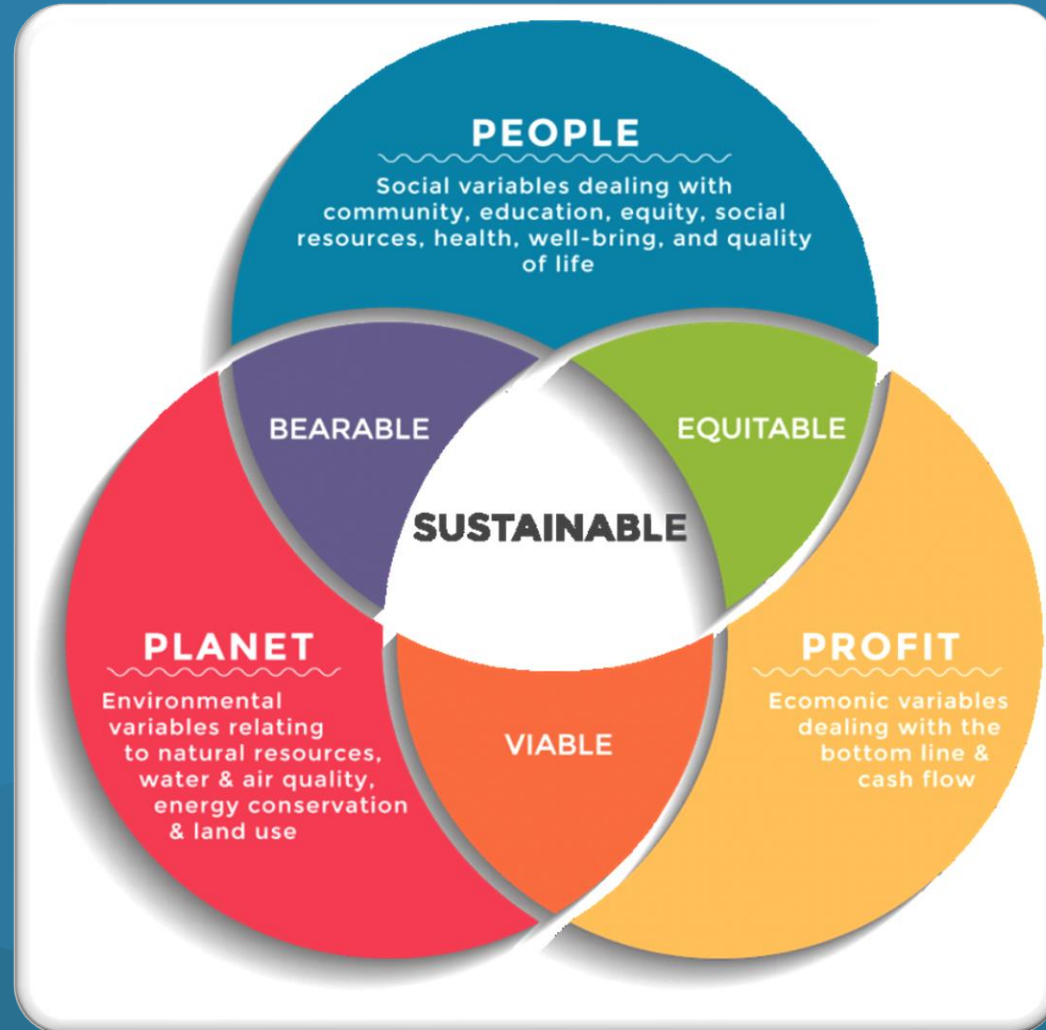 PEOPLE
Social variables dealing with
community, education, equity, social
resources, health, well-bring, and quality
of life
BEARABLE
EQUITABLE
SUSTAINABLE
PLANET
Environmental
variables relating
to natural resources,
water & air quality,
energy conservation
& land use
PROFIT
Ecomonic variables
dealing with the
bottom line &
cash flow
VIABLE